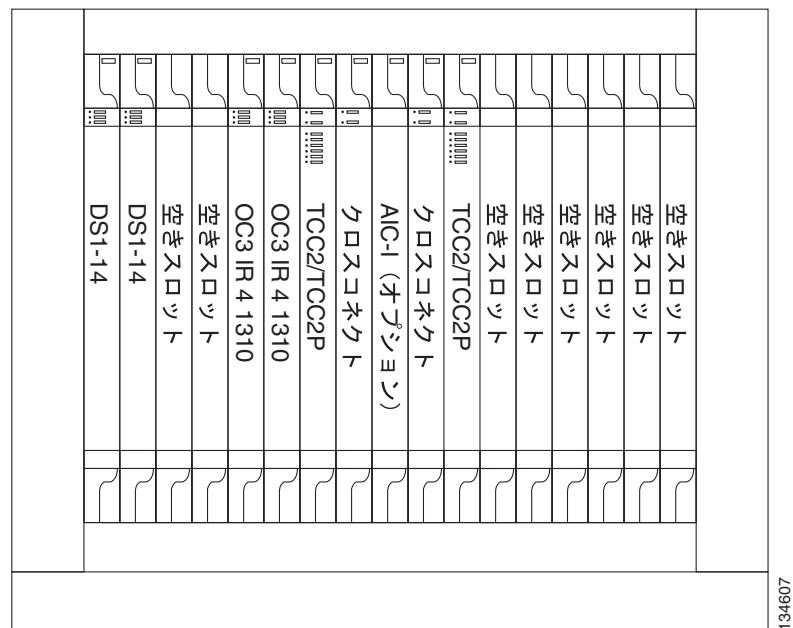 DS1-14
DS1-14
空きスロット
空きスロット
OC3 IR 4 1310
OC3 IR 4 1310
TCC2/TCC2P
クロスコネクト
AIC-I（オプション）
クロスコネクト
TCC2/TCC2P
空きスロット
空きスロット
空きスロット
空きスロット
空きスロット
空きスロット
134607